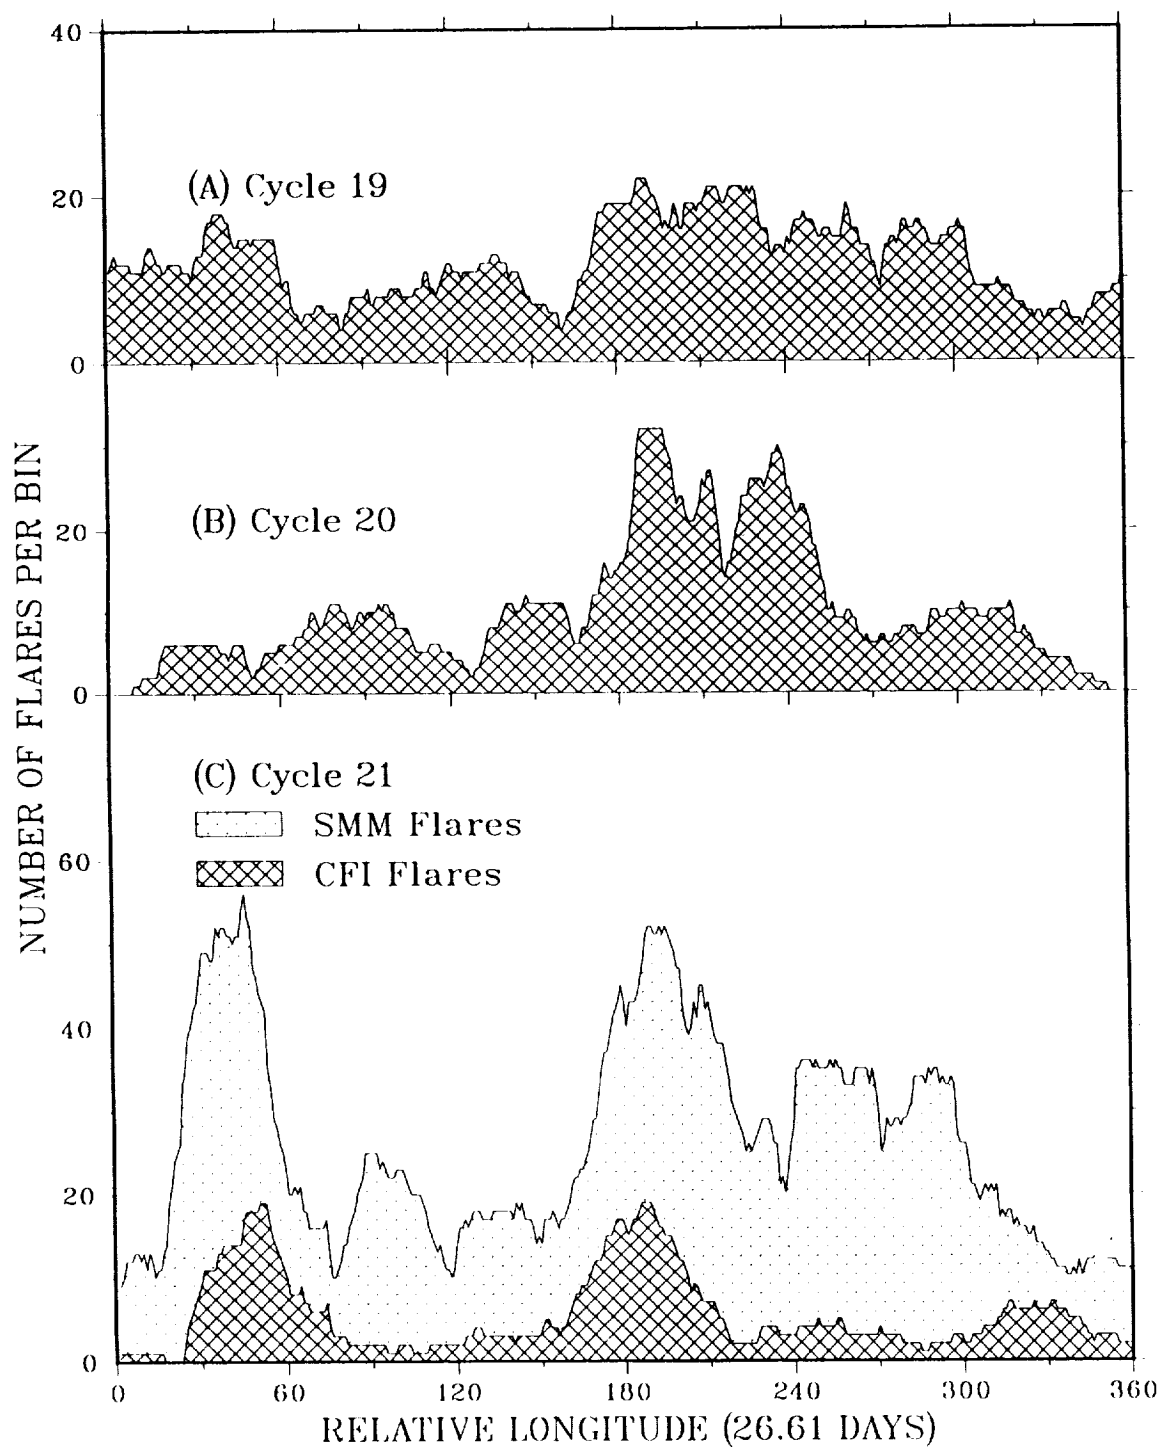 40
(A) Cycle 19
20
0
(B) Cycle 20
20
0
NUMBER OF FLARES PER BIN
(C) Cycle 21
SMM Flares
60
CFI Flares
40
20
0
0 60 120 180 240 300 360
RELATIVE LONGITUDE (26.61 DAYS)